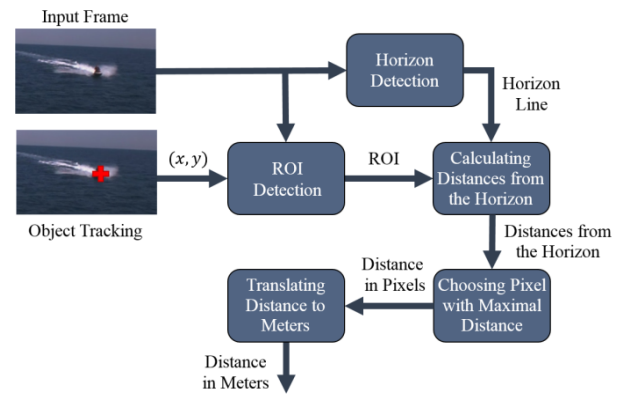 Input Frame
Horizon
Detection
Horizon
Line
(x, y)
ROI
Detection
ROI
Calculating
Distances from
the Horizon
Object Tracking
Distances from
the Horizon
Distance
in Pixels
Translating
Distance to
Meters
Choosing Pixel
with Maximal
Distance
Distance
in Meters